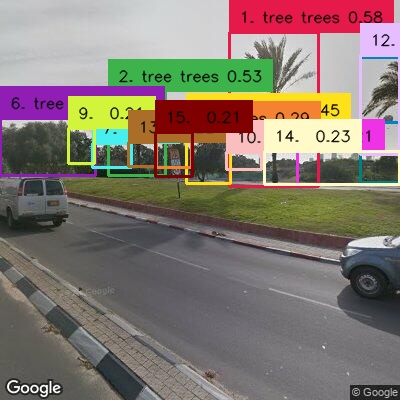 1. tree trees 0.58
12.
2. tree trees 0.53
6. tree
9. 0.21
15. 0.21
45
es 0.29
13
10.
14. 0.23
1
Google
Google
© Google